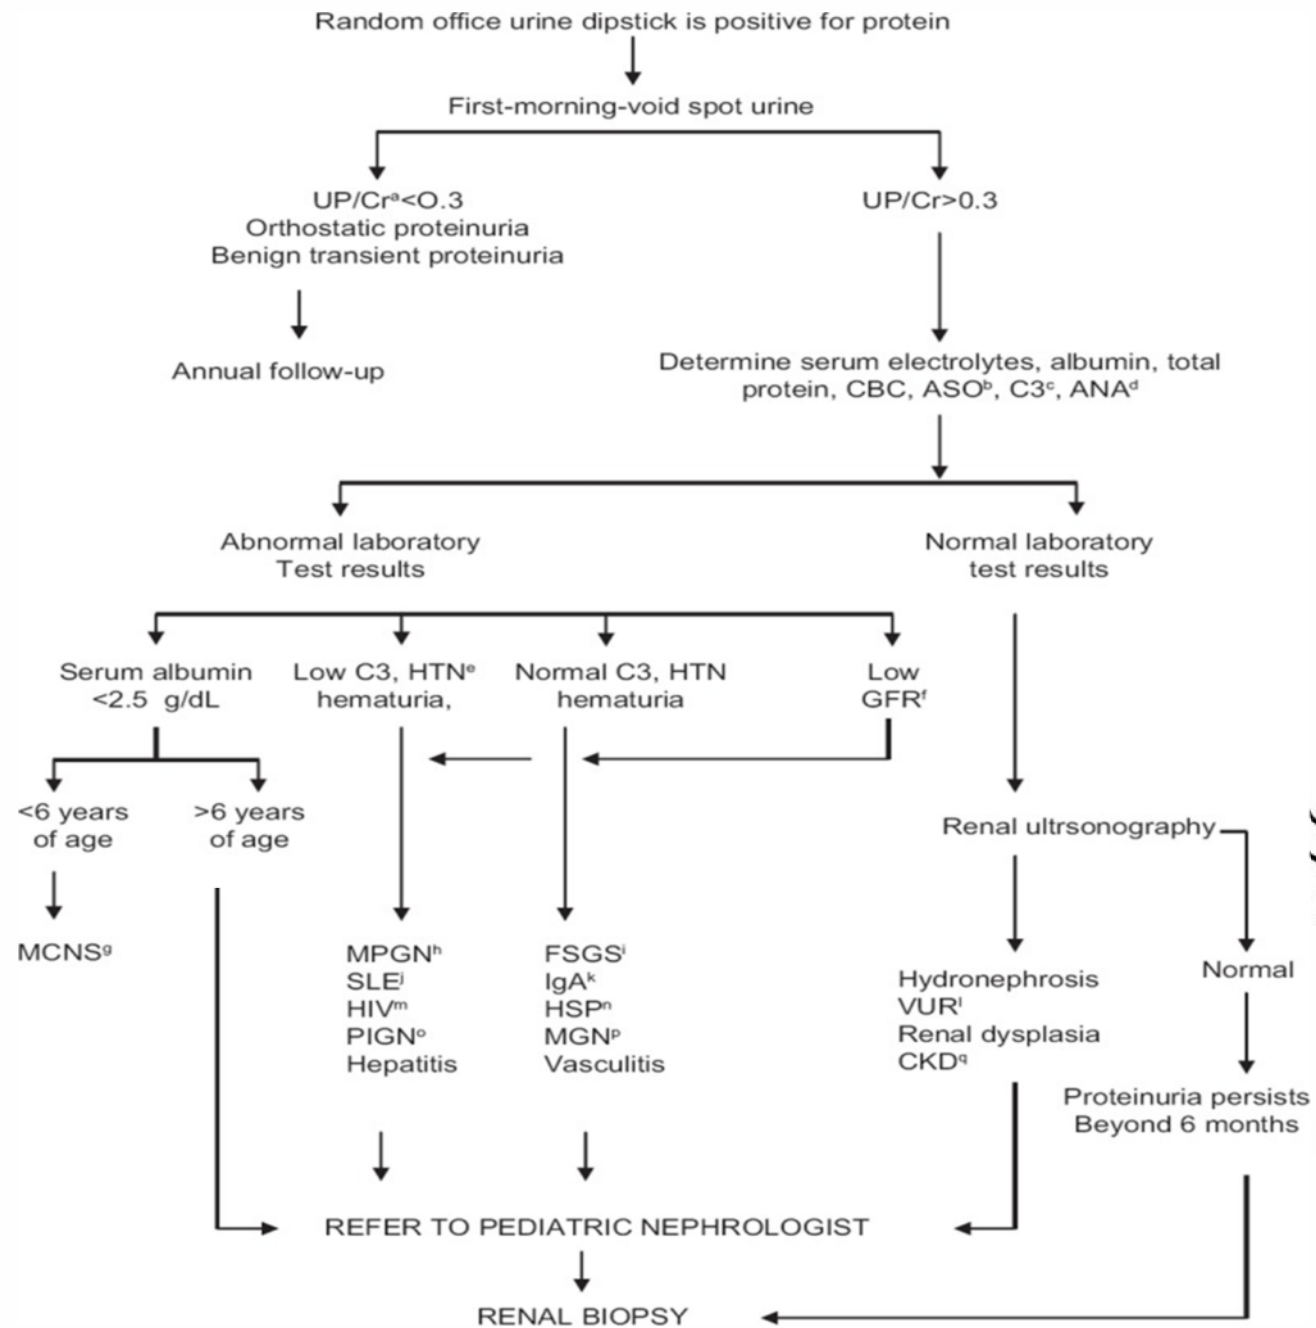 Random office urine dipstick is positive for protein
First-morning-void spot urine
UP/Crᵃ<O.3
Orthostatic proteinuria
Benign transient proteinuria
UP/Cr>0.3
Annual follow-up
Determine serum electrolytes, albumin, total
protein, CBC, ASOᵇ, C3ᶜ, ANAᵈ
Abnormal laboratory
Test results
Normal laboratory
test results
Serum albumin
<2.5 g/dL
Low C3, HTNᵉ
hematuria,
Normal C3, HTN
hematuria
Low
GFRᶠ
<6 years
of age
>6 years
of age
Renal ultrsonography
MCNSᵍ
MPGNʰ
SLEʲ
HIVᵐ
PIGNᵒ
Hepatitis
FSGSⁱ
IgAᵏ
HSPⁿ
MGNᵖ
Vasculitis
Hydronephrosis
VURˡ
Renal dysplasia
CKD^q
Normal
Proteinuria persists
Beyond 6 months
REFER TO PEDIATRIC NEPHROLOGIST
RENAL BIOPSY